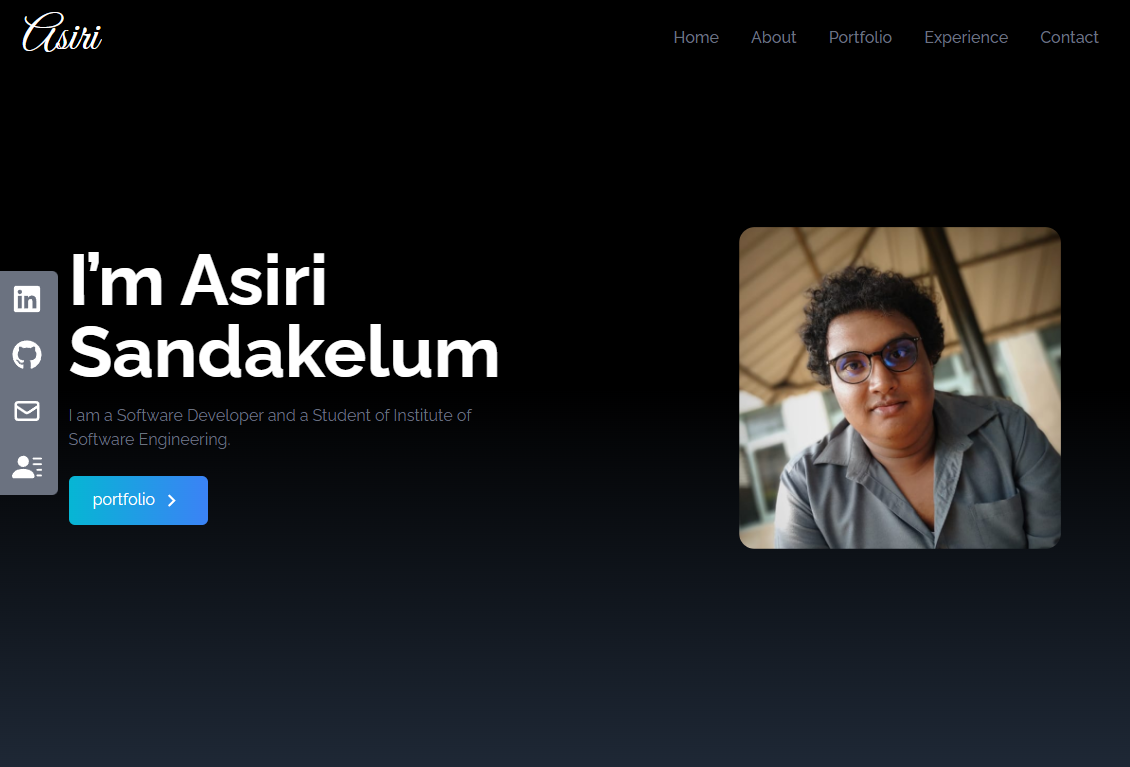 Asiri
Home About Portfolio Experience Contact
I’m Asiri
Sandakelum
I am a Software Developer and a Student of Institute of
Software Engineering.
portfolio
in